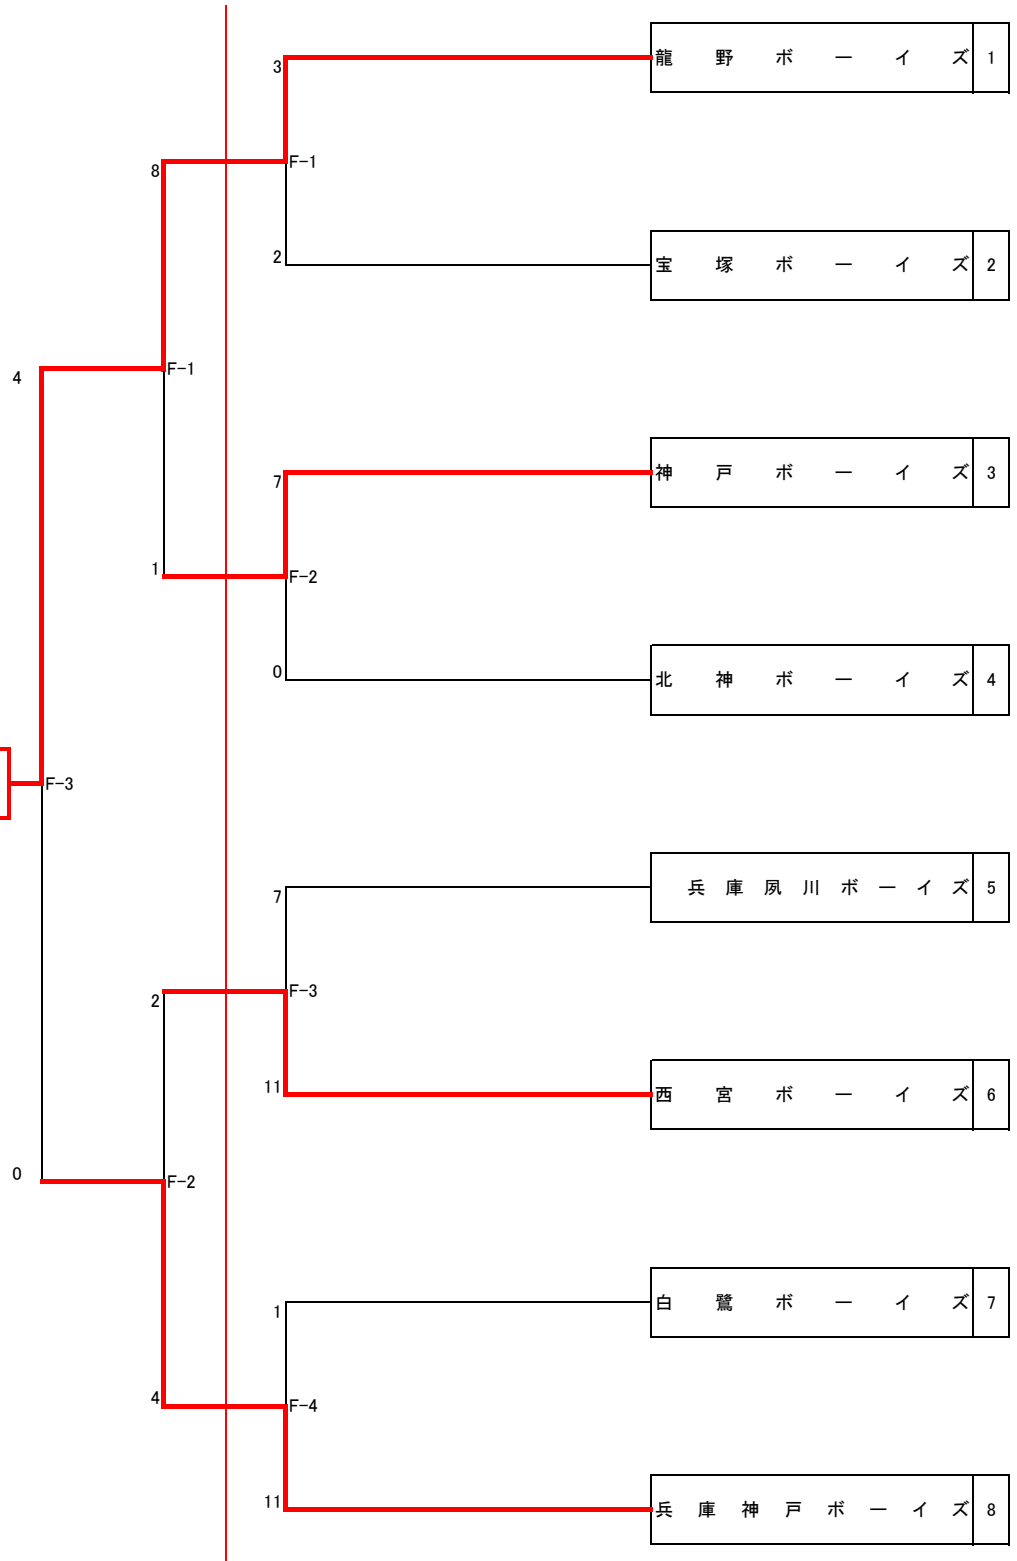 龍野ボーイズ 1
3
F-1
8
2
宝塚ボーイズ 2
4
F-1
神戸ボーイズ 3
7
1
F-2
0
北神ボーイズ 4
F-3
兵庫夙川ボーイズ 5
7
2
F-3
11
西宮ボーイズ 6
0
F-2
白鷺ボーイズ 7
1
4
F-4
11
兵庫神戸ボーイズ 8